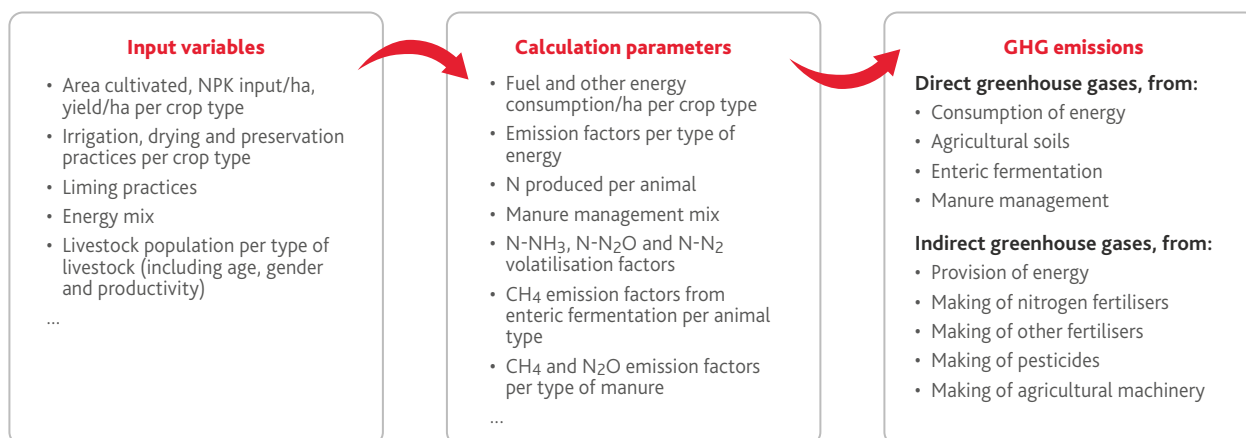 Input variables
• Area cultivated, NPK input/ha,
yield/ha per crop type
• Irrigation, drying and preservation
practices per crop type
• Liming practices
• Energy mix
• Livestock population per type of
livestock (including age, gender
and productivity)
...
Calculation parameters
• Fuel and other energy
consumption/ha per crop type
• Emission factors per type of
energy
• N produced per animal
• Manure management mix
• N-NH3, N-N2O and N-N2
volatilisation factors
• CH4 emission factors from
enteric fermentation per animal
type
• CH4 and N2O emission factors
per type of manure
...
GHG emissions
Direct greenhouse gases, from:
• Consumption of energy
• Agricultural soils
• Enteric fermentation
• Manure management
Indirect greenhouse gases, from:
• Provision of energy
• Making of nitrogen fertilisers
• Making of other fertilisers
• Making of pesticides
• Making of agricultural machinery